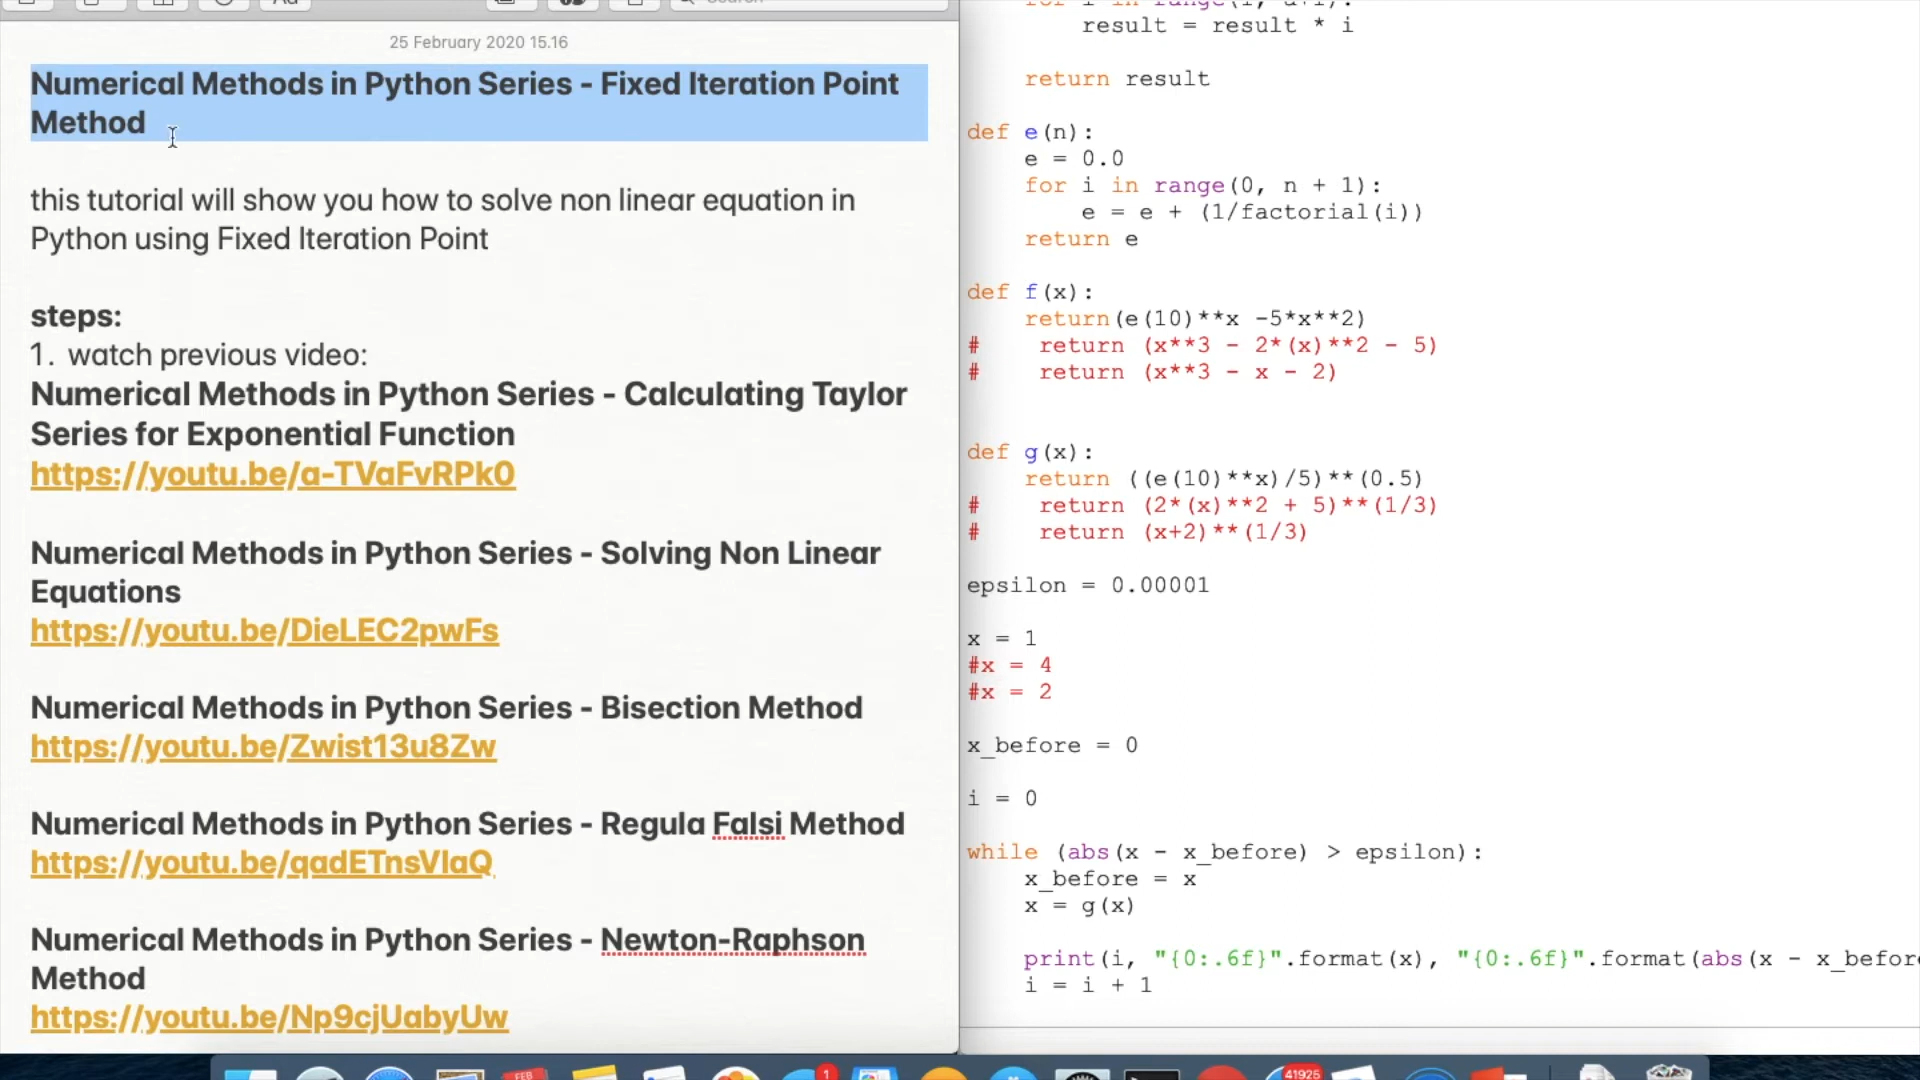 25 February 2020 15.16
Numerical Methods in Python Series - Fixed Iteration Point
Method
this tutorial will show you how to solve non linear equation in
Python using Fixed Iteration Point
steps:
1. watch previous video:
Numerical Methods in Python Series - Calculating Taylor
Series for Exponential Function
https://youtu.be/a-TVaFvRPk0
Numerical Methods in Python Series - Solving Non Linear
Equations
https://youtu.be/DieLEC2pwFs
Numerical Methods in Python Series - Bisection Method
https://youtu.be/Zwist13u8Zw
Numerical Methods in Python Series - Regula Falsi Method
https://youtu.be/qadETnsVlaQ
Numerical Methods in Python Series - Newton-Raphson
Method
https://youtu.be/Np9cjUabyUw
result = result * i
return result
def e(n):
e = 0.0
for i in range(0, n + 1):
e = e + (1/factorial(i))
return e
def f(x):
return(e(10)**x -5*x**2)
# return (x**3 - 2*(x)**2 - 5)
# return (x**3 - x - 2)
def g(x):
return ((e(10)**x)/5)**(0.5)
# return (2*(x)**2 + 5)**(1/3)
# return (x+2)**(1/3)
epsilon = 0.00001
x = 1
#x = 4
#x = 2
x_before = 0
i = 0
while (abs(x - x_before) > epsilon):
x_before = x
x = g(x)
print(i, "{0:.6f}".format(x), "{0:.6f}".format(abs(x - x_befor
i = i + 1
FEB
1
41925